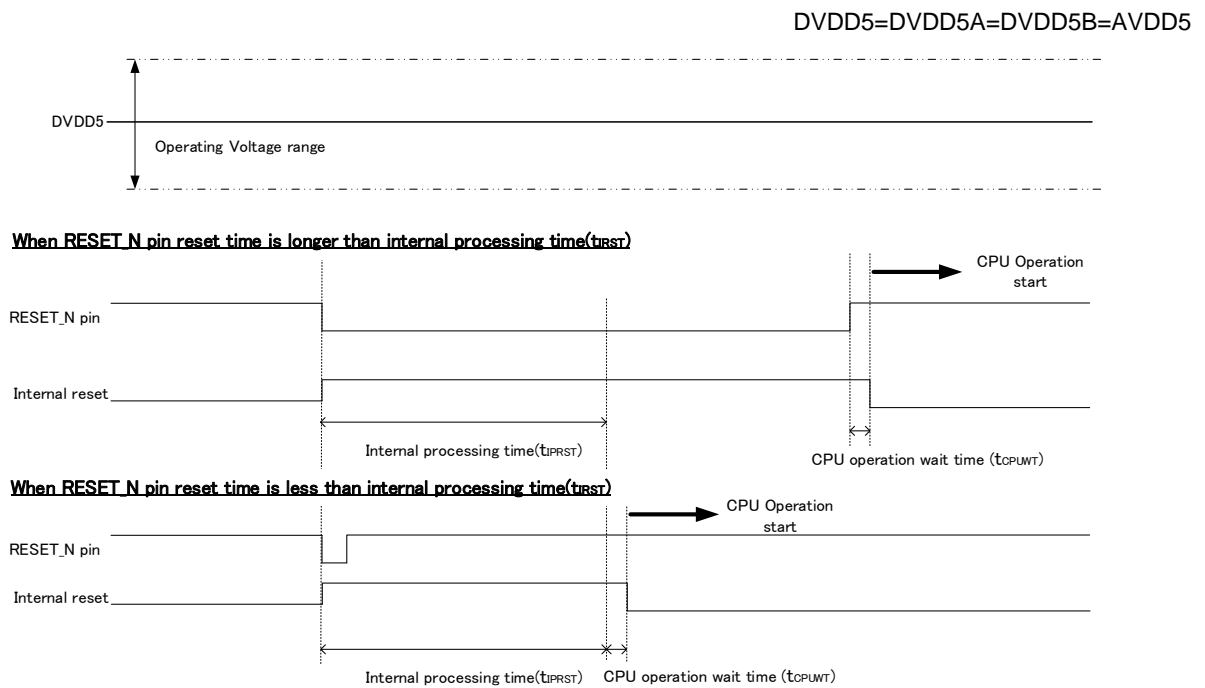 DVDD5=DVDD5A=DVDD5B=AVDD5
DVDD5
Operating Voltage range
When RESET_N pin reset time is longer than internal processing time(tIRST)
CPU Operation
start
RESET_N pin
Internal reset
Internal processing time(tIPRST)
CPU operation wait time (tCPUWT)
When RESET_N pin reset time is less than internal processing time(tIRST)
CPU Operation
start
RESET_N pin
Internal reset
Internal processing time(tIPRST)
CPU operation wait time (tCPUWT)